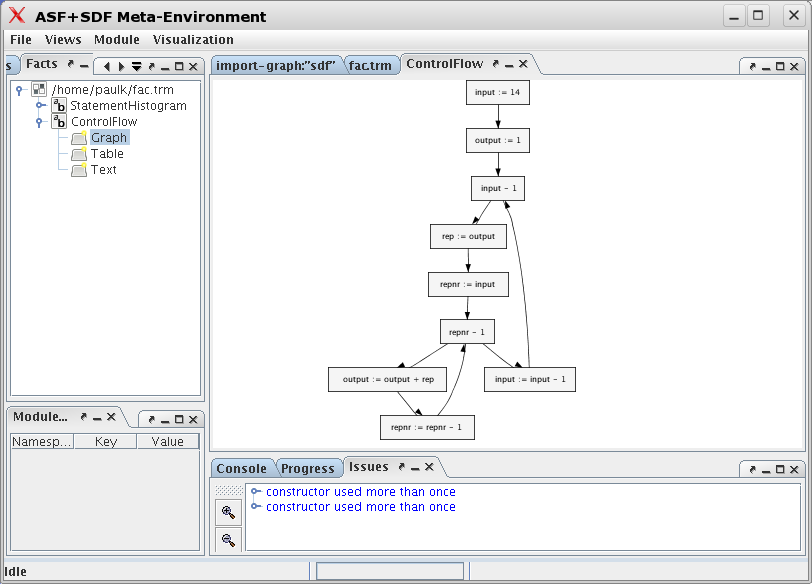 ASF+SDF Meta-Environment
File Views Module Visualization
s Facts
/home/paulk/fac.trm
StatementHistogram
ControlFlow
Graph
Table
Text
Module...
Namesp... Key Value
import-graph:"sdf" fac.trm ControlFlow
input := 14
output := 1
input - 1
rep := output
repnr := input
repnr - 1
output := output + rep
input := input - 1
repnr := repnr - 1
Console Progress Issues
constructor used more than once
constructor used more than once
Idle